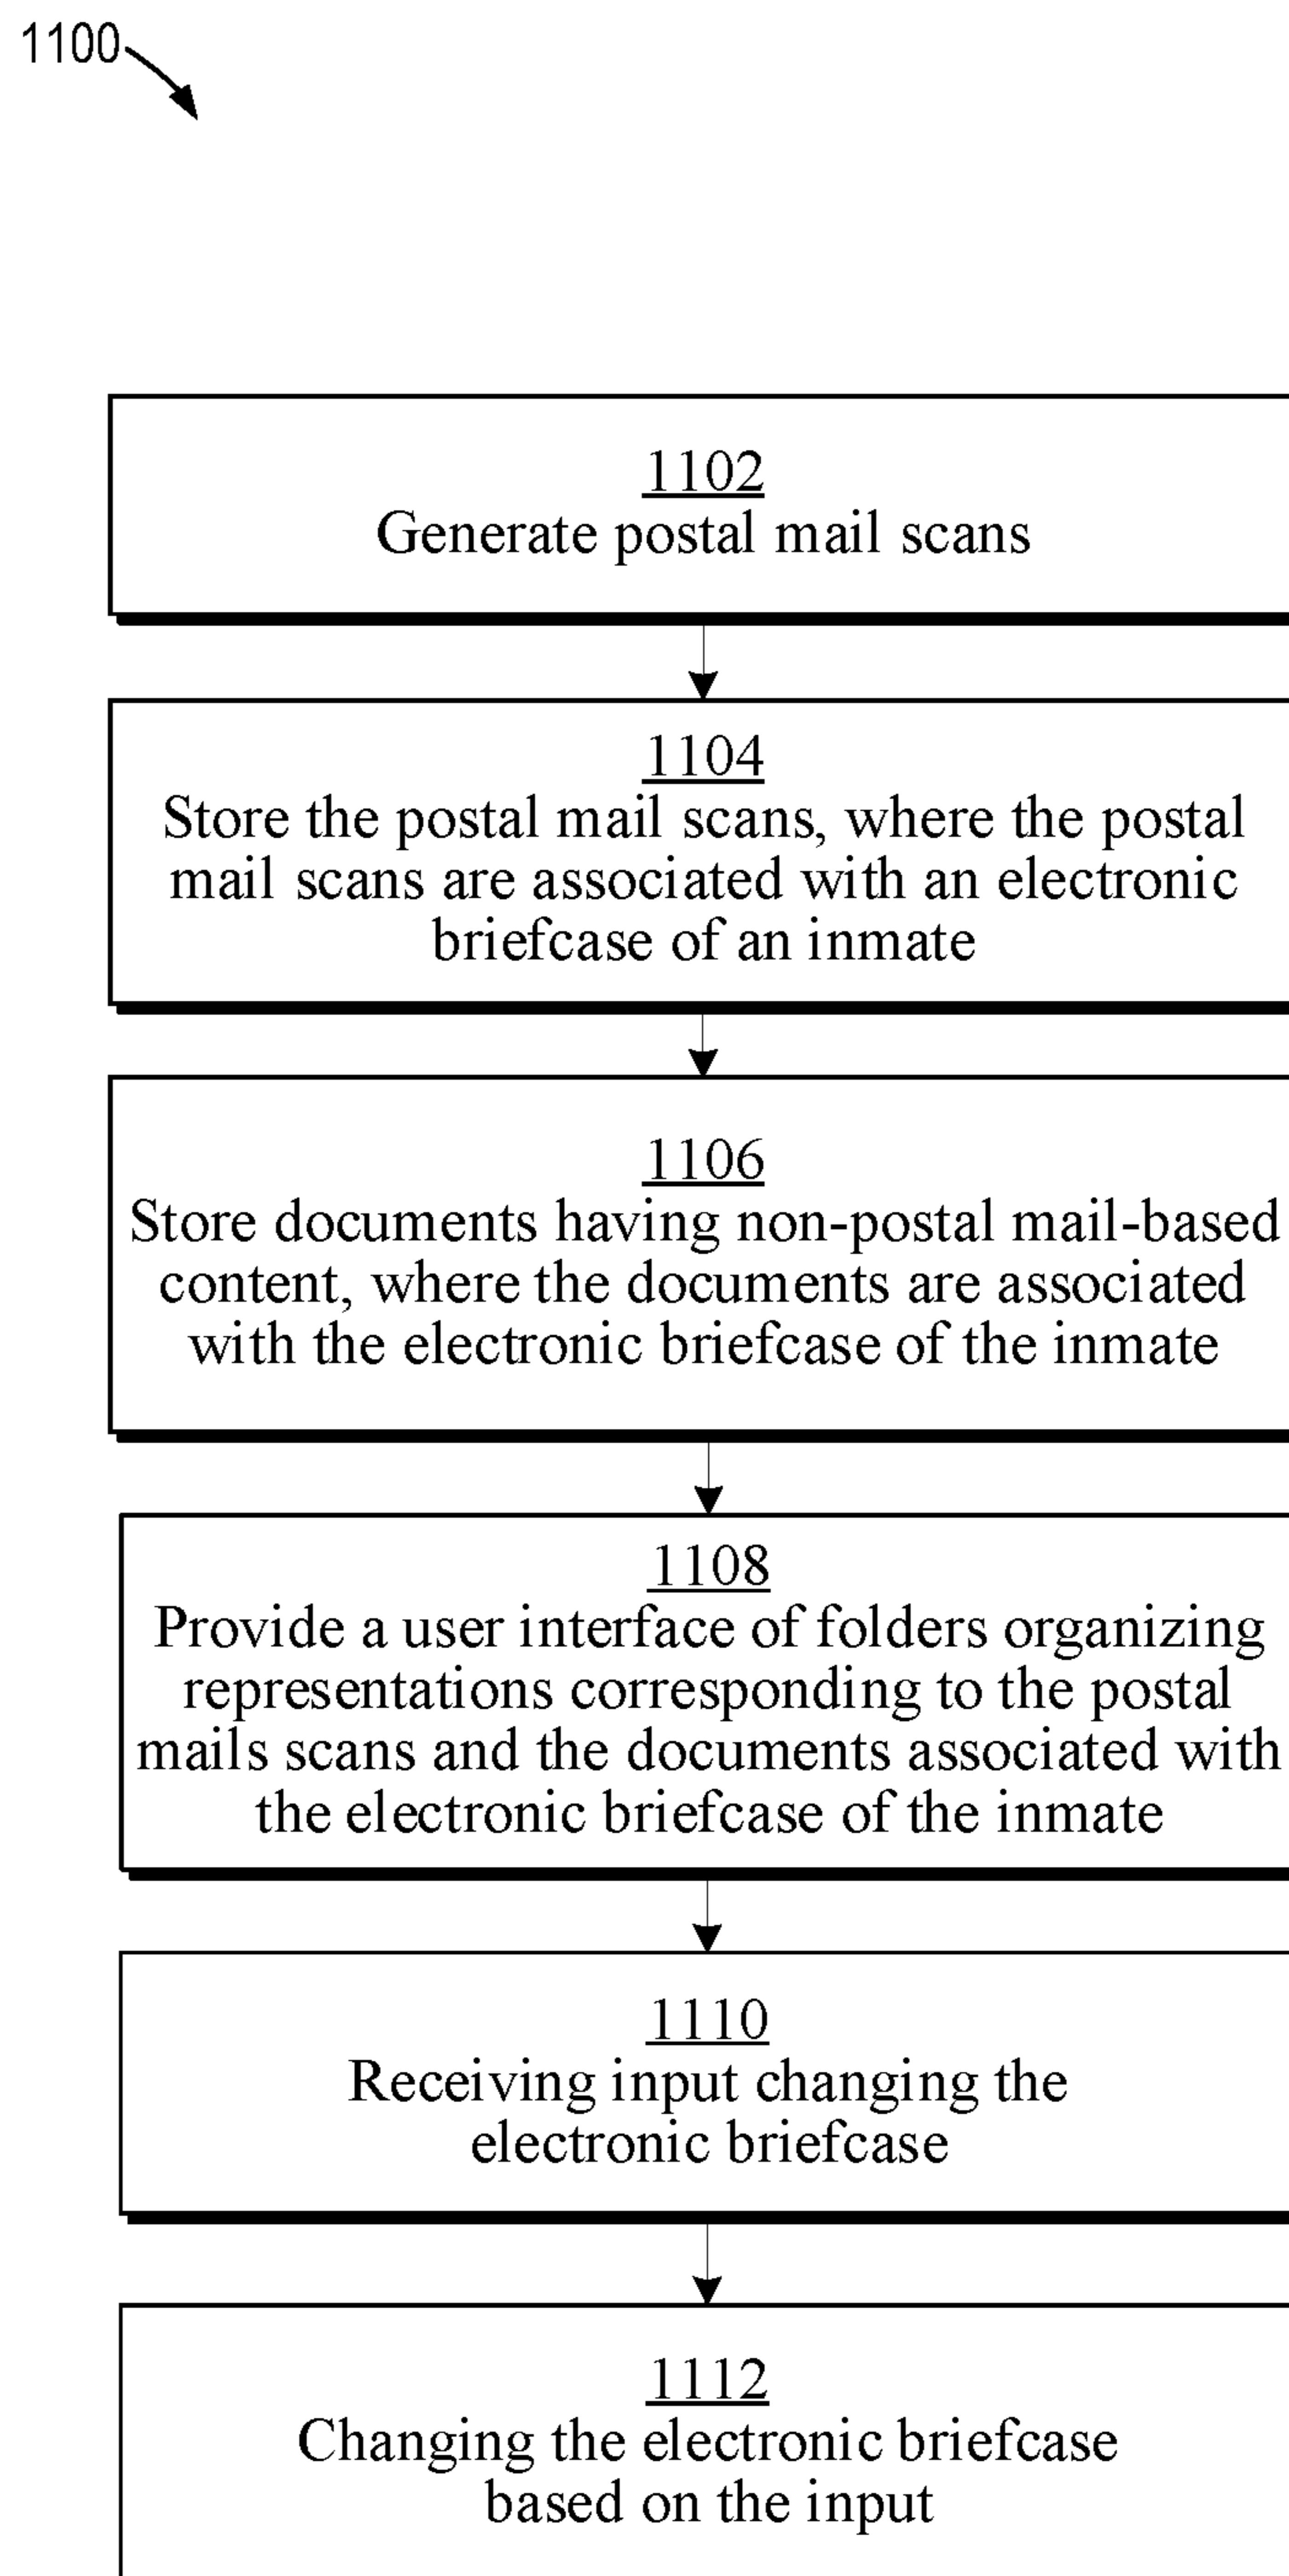 1100
1102
Generate postal mail scans
1104
Store the postal mail scans, where the postal
mail scans are associated with an electronic
briefcase of an inmate
1106
Store documents having non-postal mail-based
content, where the documents are associated
with the electronic briefcase of the inmate
1108
Provide a user interface of folders organizing
representations corresponding to the postal
mails scans and the documents associated with
the electronic briefcase of the inmate
1110
Receiving input changing the
electronic briefcase
1112
Changing the electronic briefcase
based on the input